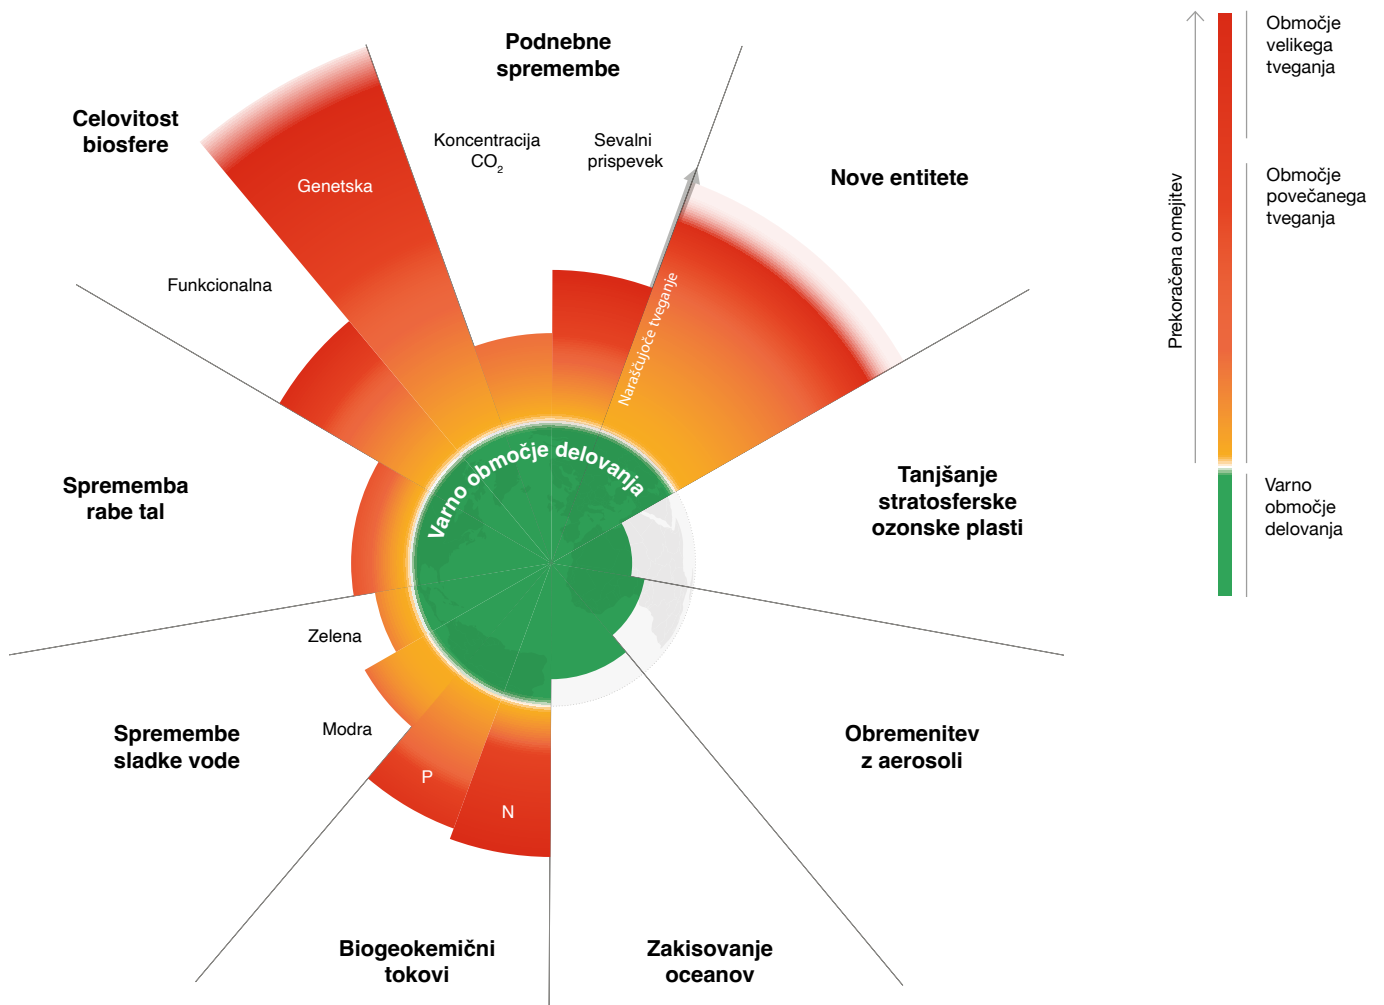 Podnebne
spremembe
Koncentracija
CO₂
Sevalni
prispevek
Celovitost
biosfere
Genetska
Funkcionalna
Nove entitete
Naraščujoče tveganje
Varno območje delovanja
Sprememba
rabe tal
Tanjšanje
stratosferske
ozonske plasti
Zelena
Modra
Spremembe
sladke vode
P
N
Obremenitev
z aerosoli
Biogeokemični
tokovi
Zakisovanje
oceanov
Prekoračena omejitev
Območje
velikega
tveganja
Območje
povečanega
tveganja
Varno
območje
delovanja